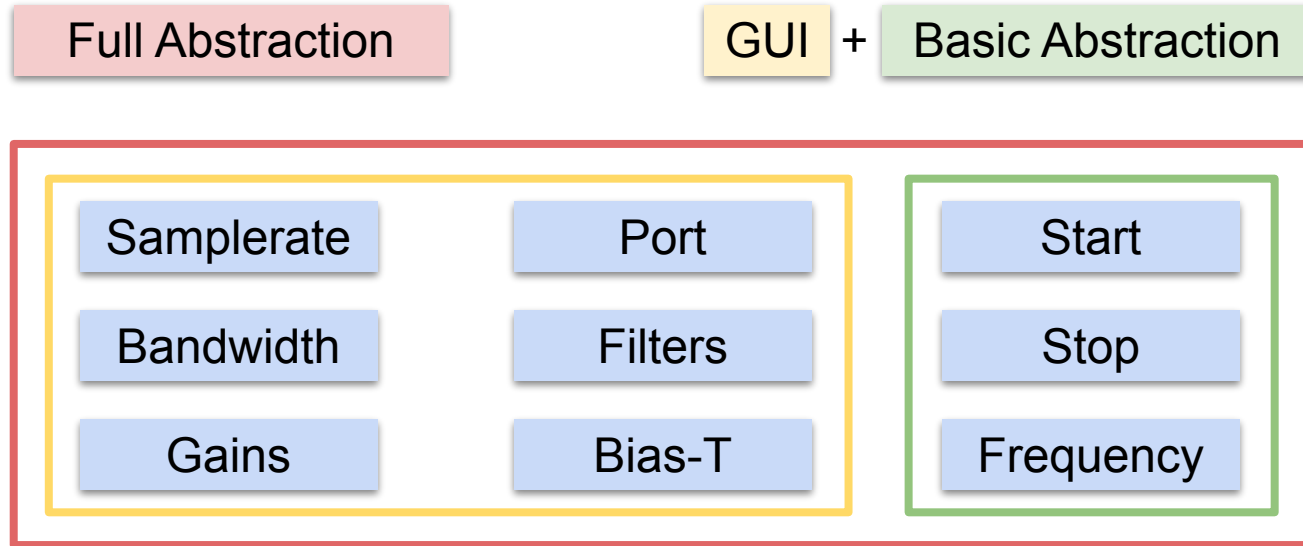 Full Abstraction
GUI + Basic Abstraction
Samplerate
Port
Start
Bandwidth
Filters
Stop
Gains
Bias-T
Frequency